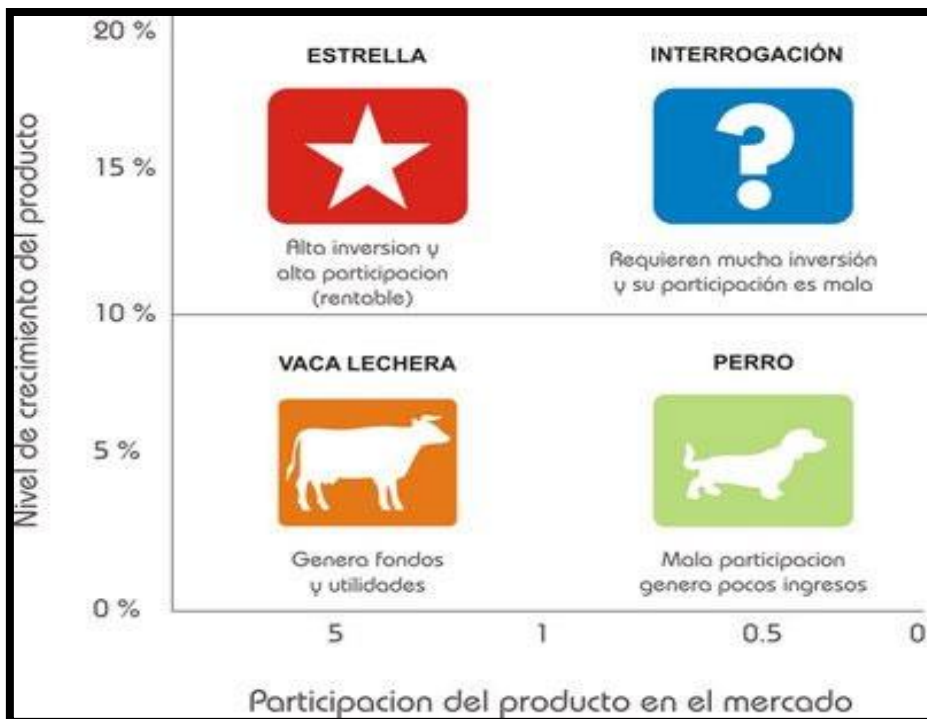 20 %
ESTRELLA
INTERROGACIÓN
15 %
Alta inversion y
alta participacion
(rentable)
Requieren mucha inversión
y su participación es mala
10 %
VACA LECHERA
PERRO
5 %
Genera fondos
y utilidades
Mala participacion
genera pocos ingresos
0 %
5 1 0.5 0
Nivel de crecimiento del producto
Participacion del producto en el mercado